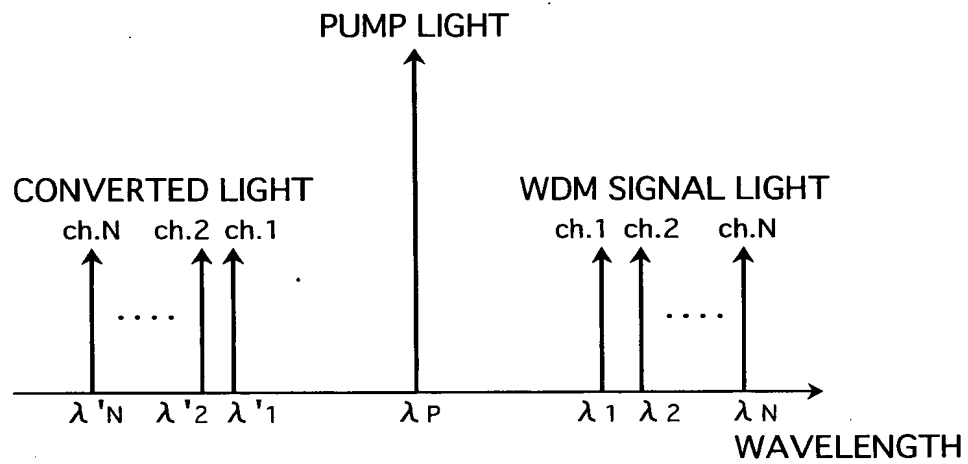 PUMP LIGHT
CONVERTED LIGHT
WDM SIGNAL LIGHT
ch.N ch.2 ch.1
ch.1 ch.2 ch.N
....
....
λ'N λ'2 λ'1 λP λ1 λ2 λN
WAVELENGTH